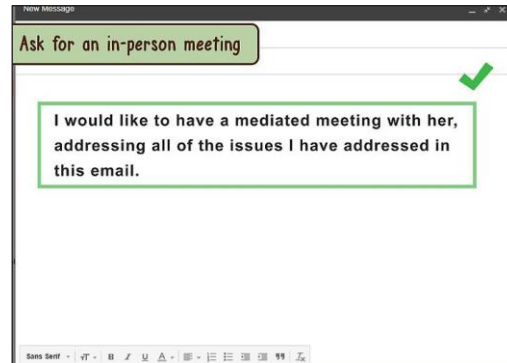 New Message
Ask for an in-person meeting
I would like to have a mediated meeting with her,
addressing all of the issues I have addressed in
this email.
Sans Serif